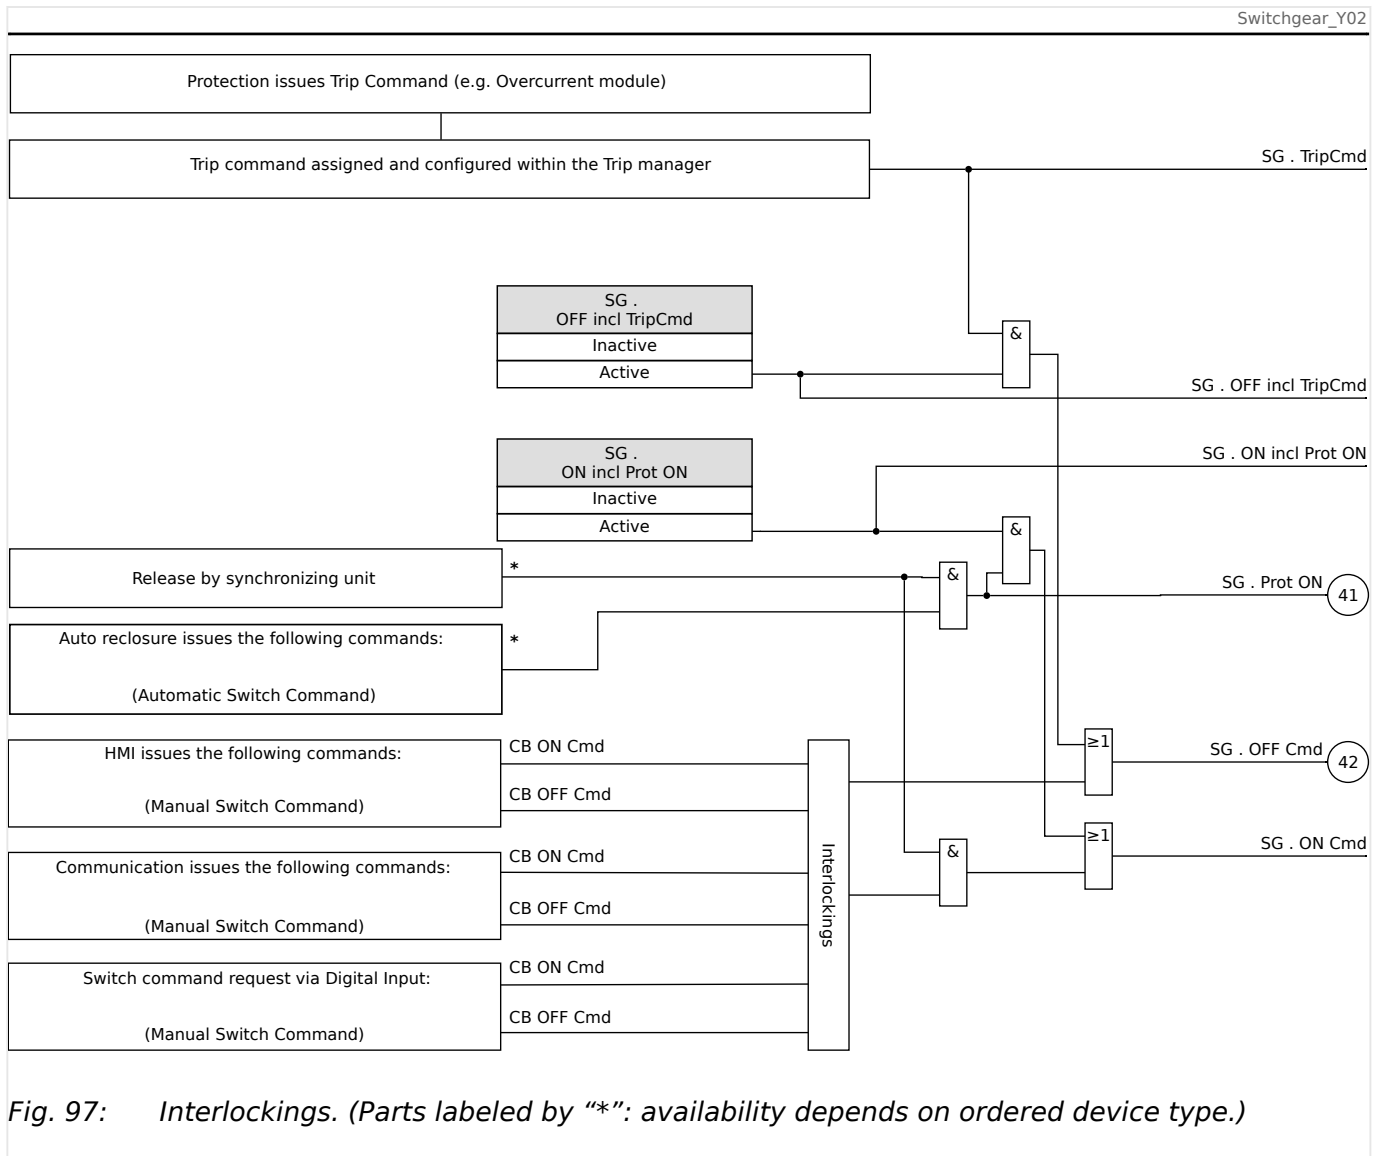 Switchgear_Y02
Protection issues Trip Command (e.g. Overcurrent module)
Trip command assigned and configured within the Trip manager
SG . TripCmd
SG .
OFF incl TripCmd
Inactive
Active
&
SG . OFF incl TripCmd
SG .
ON incl Prot ON
Inactive
Active
SG . ON incl Prot ON
&
Release by synchronizing unit
*
&
SG . Prot ON
41
Auto reclosure issues the following commands:
*
(Automatic Switch Command)
HMI issues the following commands:
(Manual Switch Command)
CB ON Cmd
CB OFF Cmd
≥1
SG . OFF Cmd
42
Communication issues the following commands:
(Manual Switch Command)
CB ON Cmd
CB OFF Cmd
Interlockings
&
≥1
SG . ON Cmd
Switch command request via Digital Input:
(Manual Switch Command)
CB ON Cmd
CB OFF Cmd
Fig. 97: Interlockings. (Parts labeled by “*”: availability depends on ordered device type.)